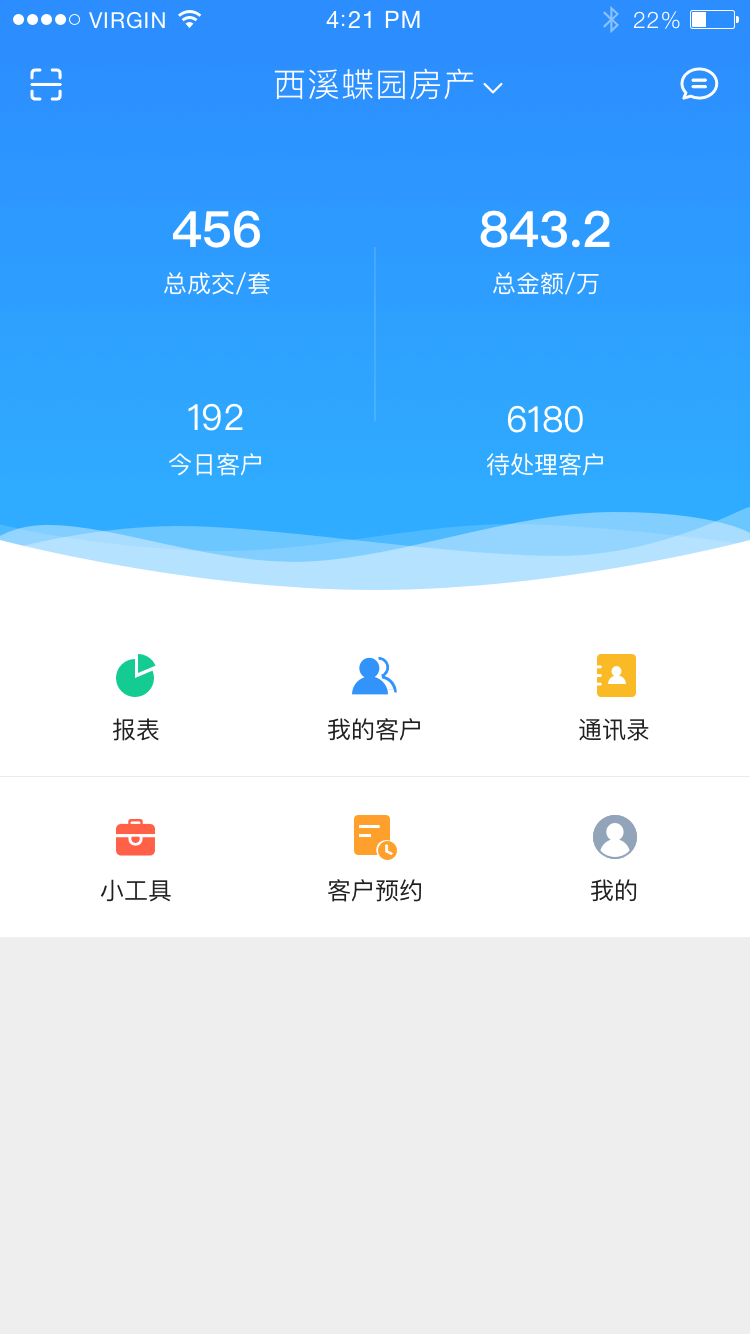 VIRGIN 4:21 PM 22%
西溪蝶园房产
456 843.2
总成交/套 总金额/万
192 6180
今日客户 待处理客户
报表 我的客户 通讯录
小工具 客户预约 我的